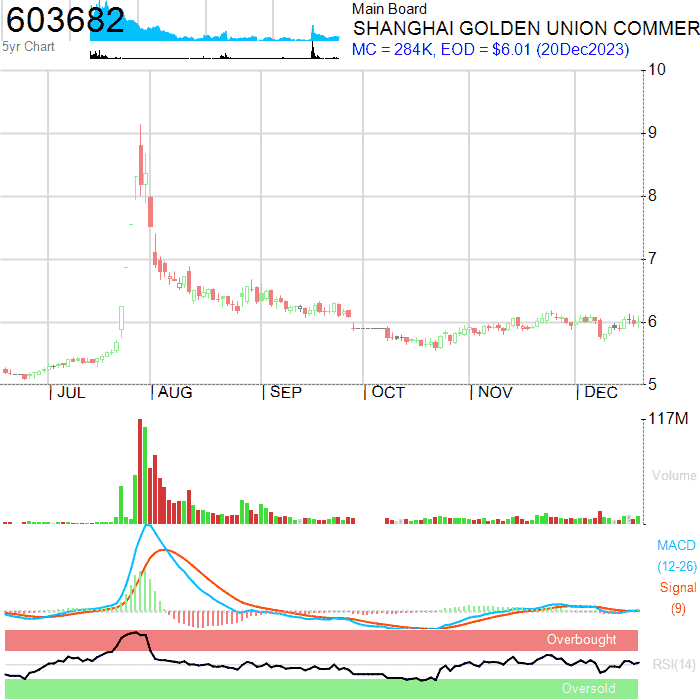 603682
5yr Chart
Main Board
SHANGHAI GOLDEN UNION COMMER
MC = 284K, EOD = $6.01 (20Dec2023)
10
9
8
7
6
5
JUL AUG SEP OCT NOV DEC
117M
Volume
MACD
(12-26)
Signal
(9)
Overbought
RSI(14)
Oversold